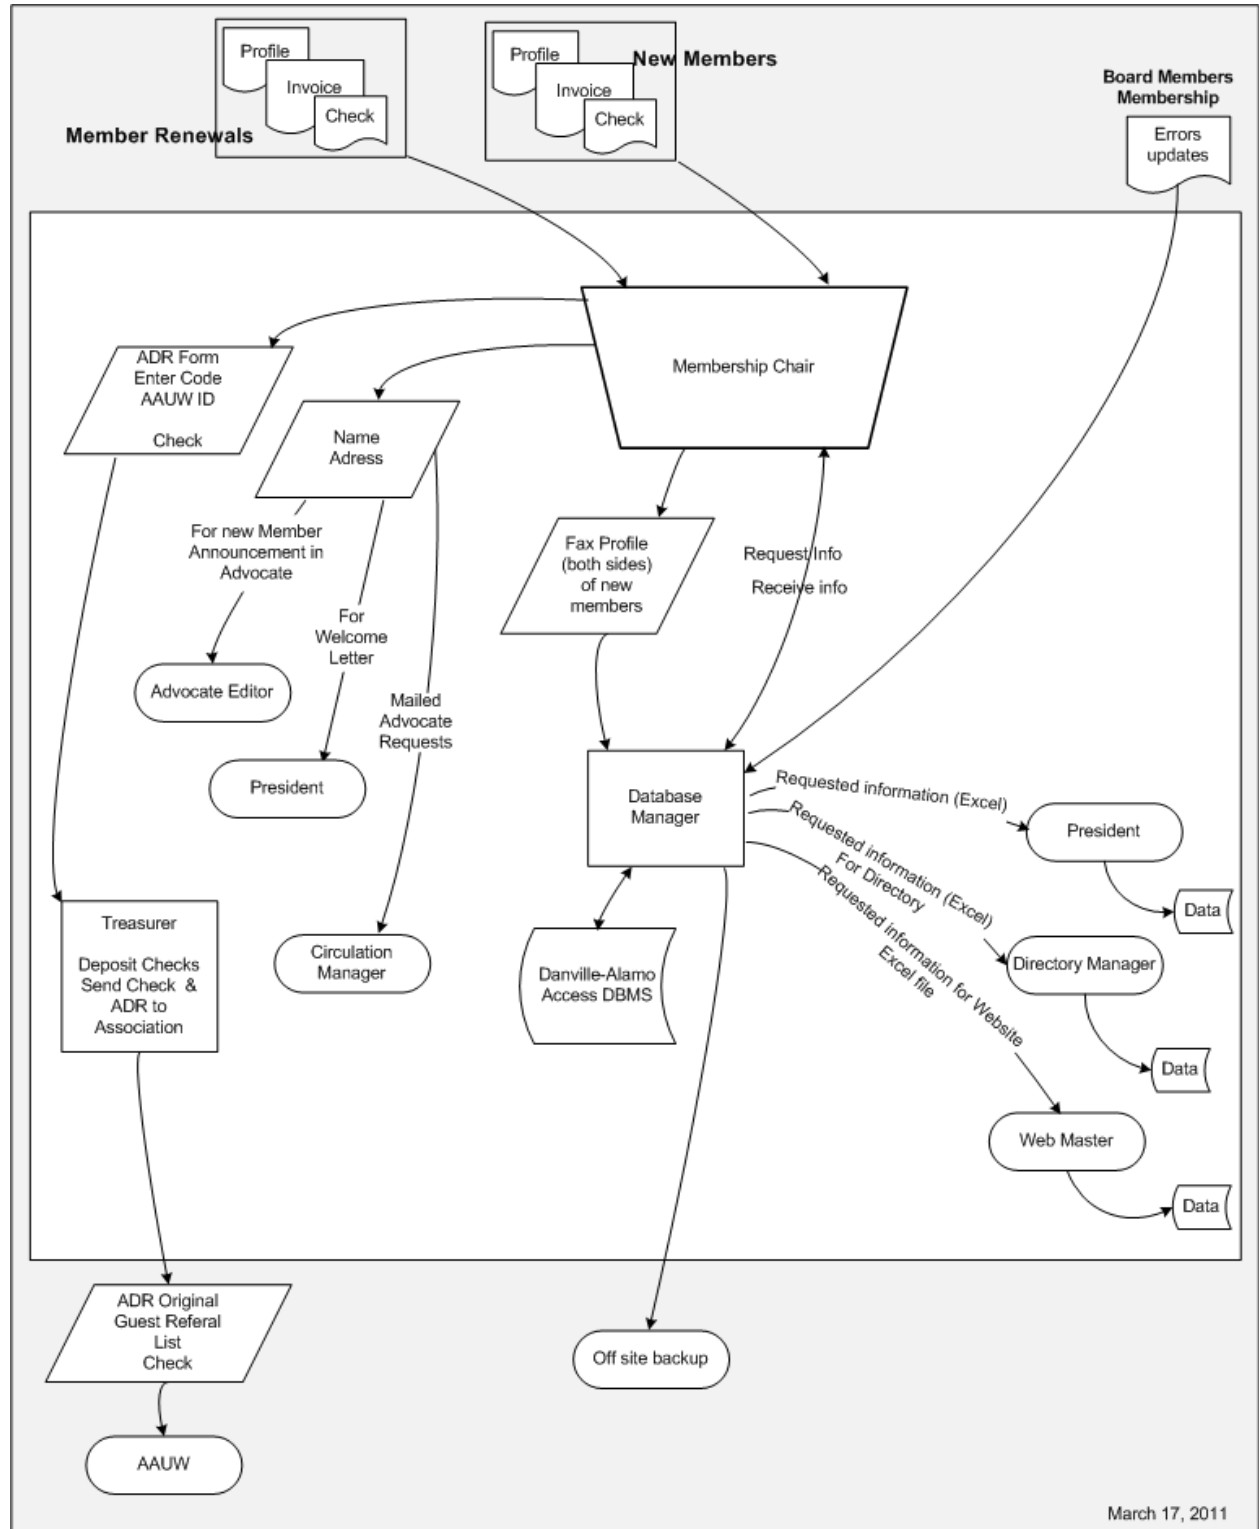 Profile
Invoice
Check
Member Renewals
Profile
Invoice
Check
New Members
Board Members
Membership
Errors
updates
Membership Chair
ADR Form
Enter Code
AAUW ID
Check
Name
Adress
For new Member
Announcement in
Advocate
For
Welcome
Letter
Mailed
Advocate
Requests
Fax Profile
(both sides)
of new
members
Request Info
Receive info
Advocate Editor
President
Circulation
Manager
Database
Manager
Requested information (Excel)
Requested information (Excel)
For Directory
Requested information for Website
Excel file
President
Data
Directory Manager
Data
Web Master
Data
Treasurer
Deposit Checks
Send Check &
ADR to
Association
Danville-Alamo
Access DBMS
ADR Original
Guest Referal
List
Check
Off site backup
AAUW
March 17, 2011